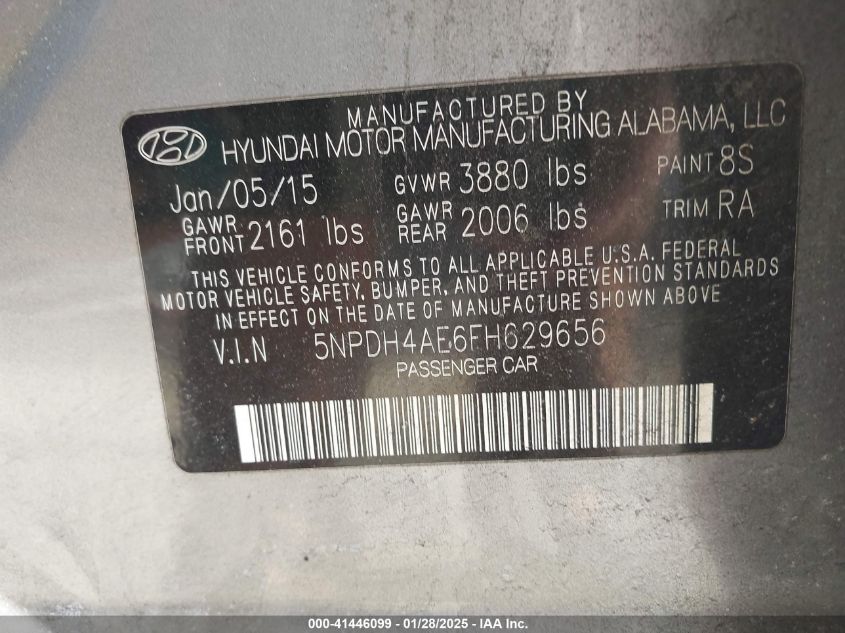 MANUFACTURED BY
HYUNDAI MOTOR MANUFACTURING ALABAMA, LLC
Jan/05/15 GVWR 3880 lbs PAINT 8S
GAWR FRONT 2161 lbs GAWR REAR 2006 lbs TRIM RA
THIS VEHICLE CONFORMS TO ALL APPLICABLE U.S.A. FEDERAL
MOTOR VEHICLE SAFETY, BUMPER, AND THEFT PREVENTION STANDARDS
IN EFFECT ON THE DATE OF MANUFACTURE SHOWN ABOVE
V.I.N 5NPDH4AE6FH629656
PASSENGER CAR
000-41446099 | 01/28/2025 - IAA Inc.